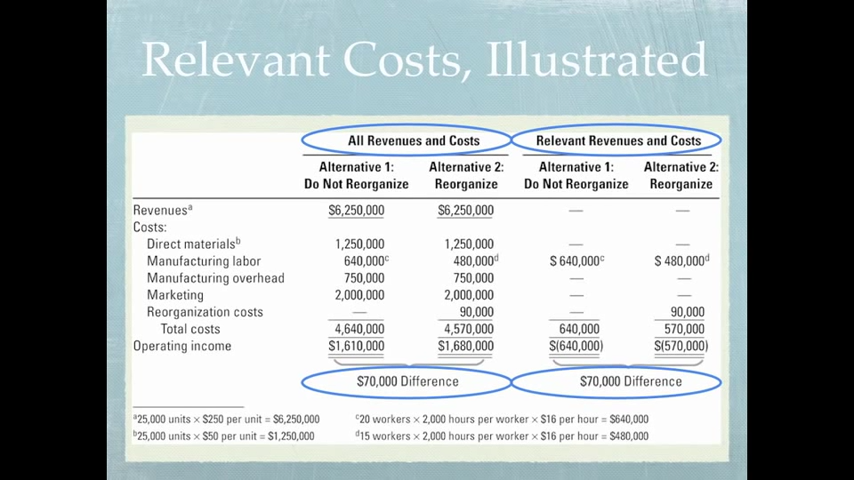 Relevant Costs, Illustrated
All Revenues and Costs Relevant Revenues and Costs
Alternative 1: Alternative 2: Alternative 1: Alternative 2:
Do Not Reorganize Reorganize Do Not Reorganize Reorganize
Revenuesᵃ $6,250,000 $6,250,000 — —
Costs:
Direct materialsᵇ 1,250,000 1,250,000 — —
Manufacturing labor 640,000ᶜ 480,000ᵈ $ 640,000ᶜ $ 480,000ᵈ
Manufacturing overhead 750,000 750,000 — —
Marketing 2,000,000 2,000,000 — —
Reorganization costs — 90,000 — 90,000
Total costs 4,640,000 4,570,000 640,000 570,000
Operating income $1,610,000 $1,680,000 $(640,000) $(570,000)
$70,000 Difference $70,000 Difference
ᵃ25,000 units × $250 per unit = $6,250,000 ᶜ20 workers × 2,000 hours per worker × $16 per hour = $640,000
ᵇ25,000 units × $50 per unit = $1,250,000 ᵈ15 workers × 2,000 hours per worker × $16 per hour = $480,000